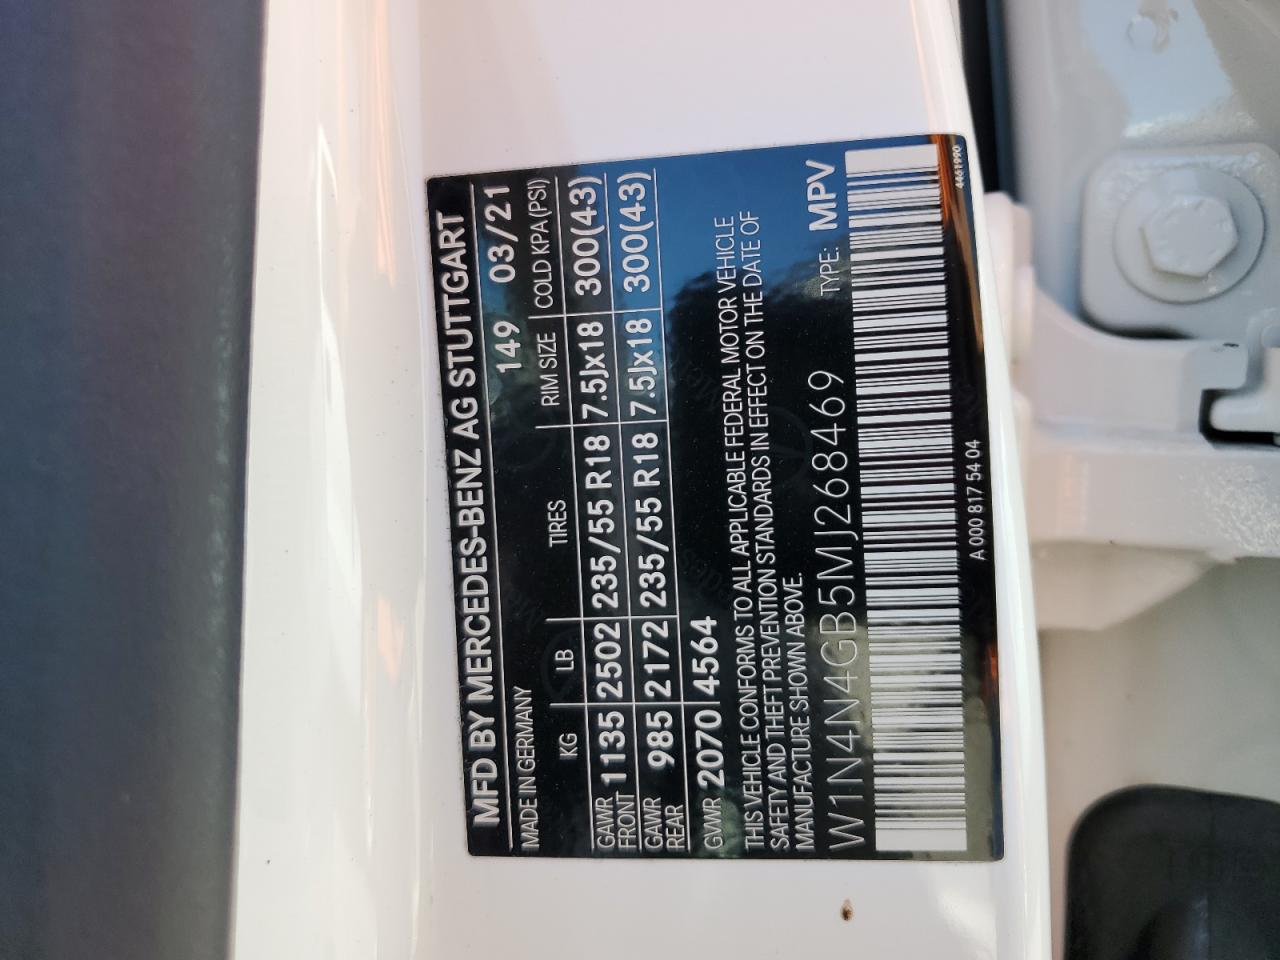 MFD BY MERCEDES-BENZ AG STUTTGART
MADE IN GERMANY 149 03/21
KG LB TIRES RIM SIZE COLD KPA (PSI)
GAWR FRONT 1135 2502 235/55 R18 7.5Jx18 300(43)
GAWR REAR 985 2172 235/55 R18 7.5Jx18 300(43)
GVWR 2070 4564
THIS VEHICLE CONFORMS TO ALL APPLICABLE FEDERAL MOTOR VEHICLE
SAFETY AND THEFT PREVENTION STANDARDS IN EFFECT ON THE DATE OF
MANUFACTURE SHOWN ABOVE.
W1N4N4GB5MJ268469 TYPE: MPV
A 000 817 54 04
4461990